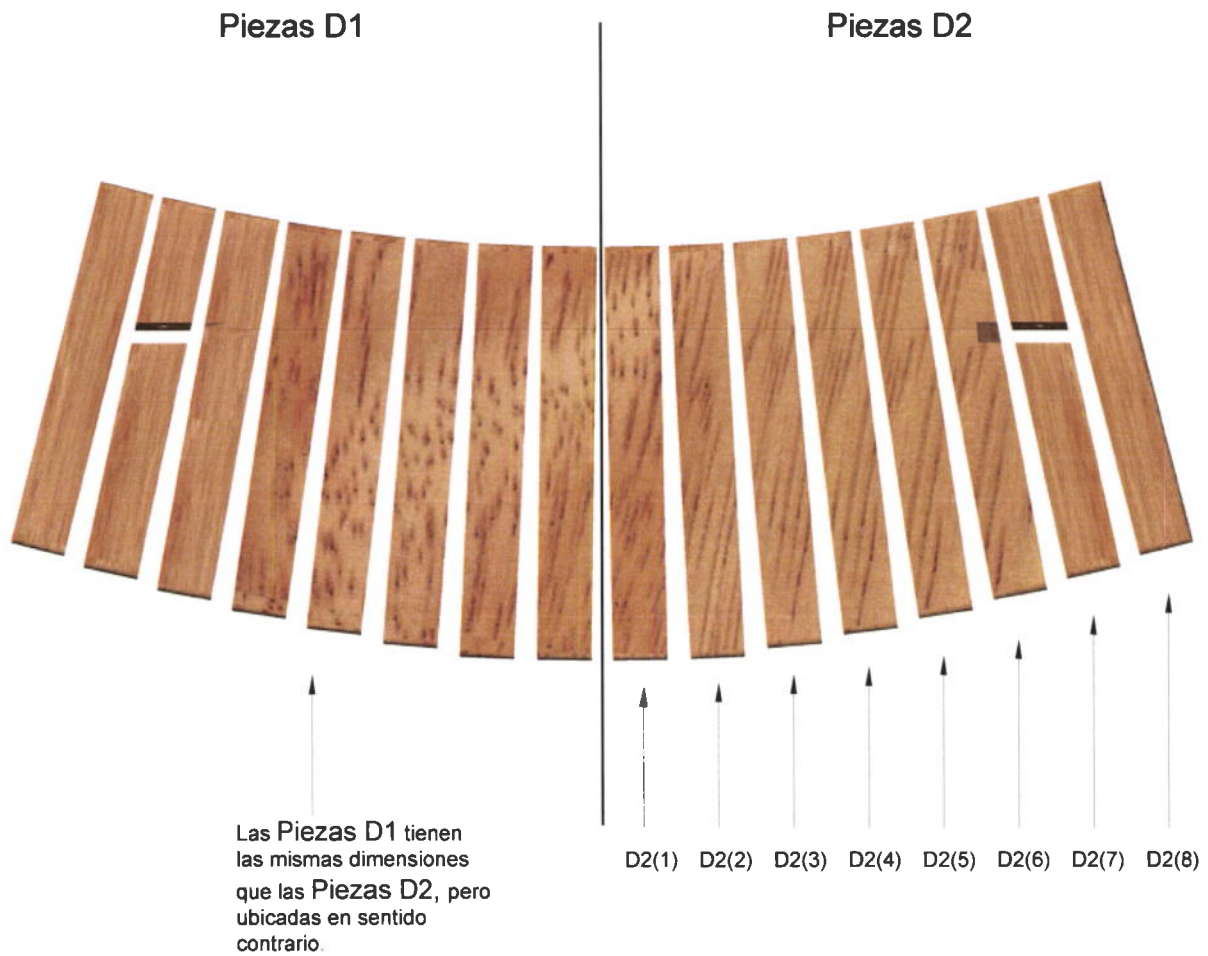 Piezas D1
Piezas D2
Las Piezas D1 tienen
las mismas dimensiones
que las Piezas D2, pero
ubicadas en sentido
contrario.
D2(1) D2(2) D2(3) D2(4) D2(5) D2(6) D2(7) D2(8)